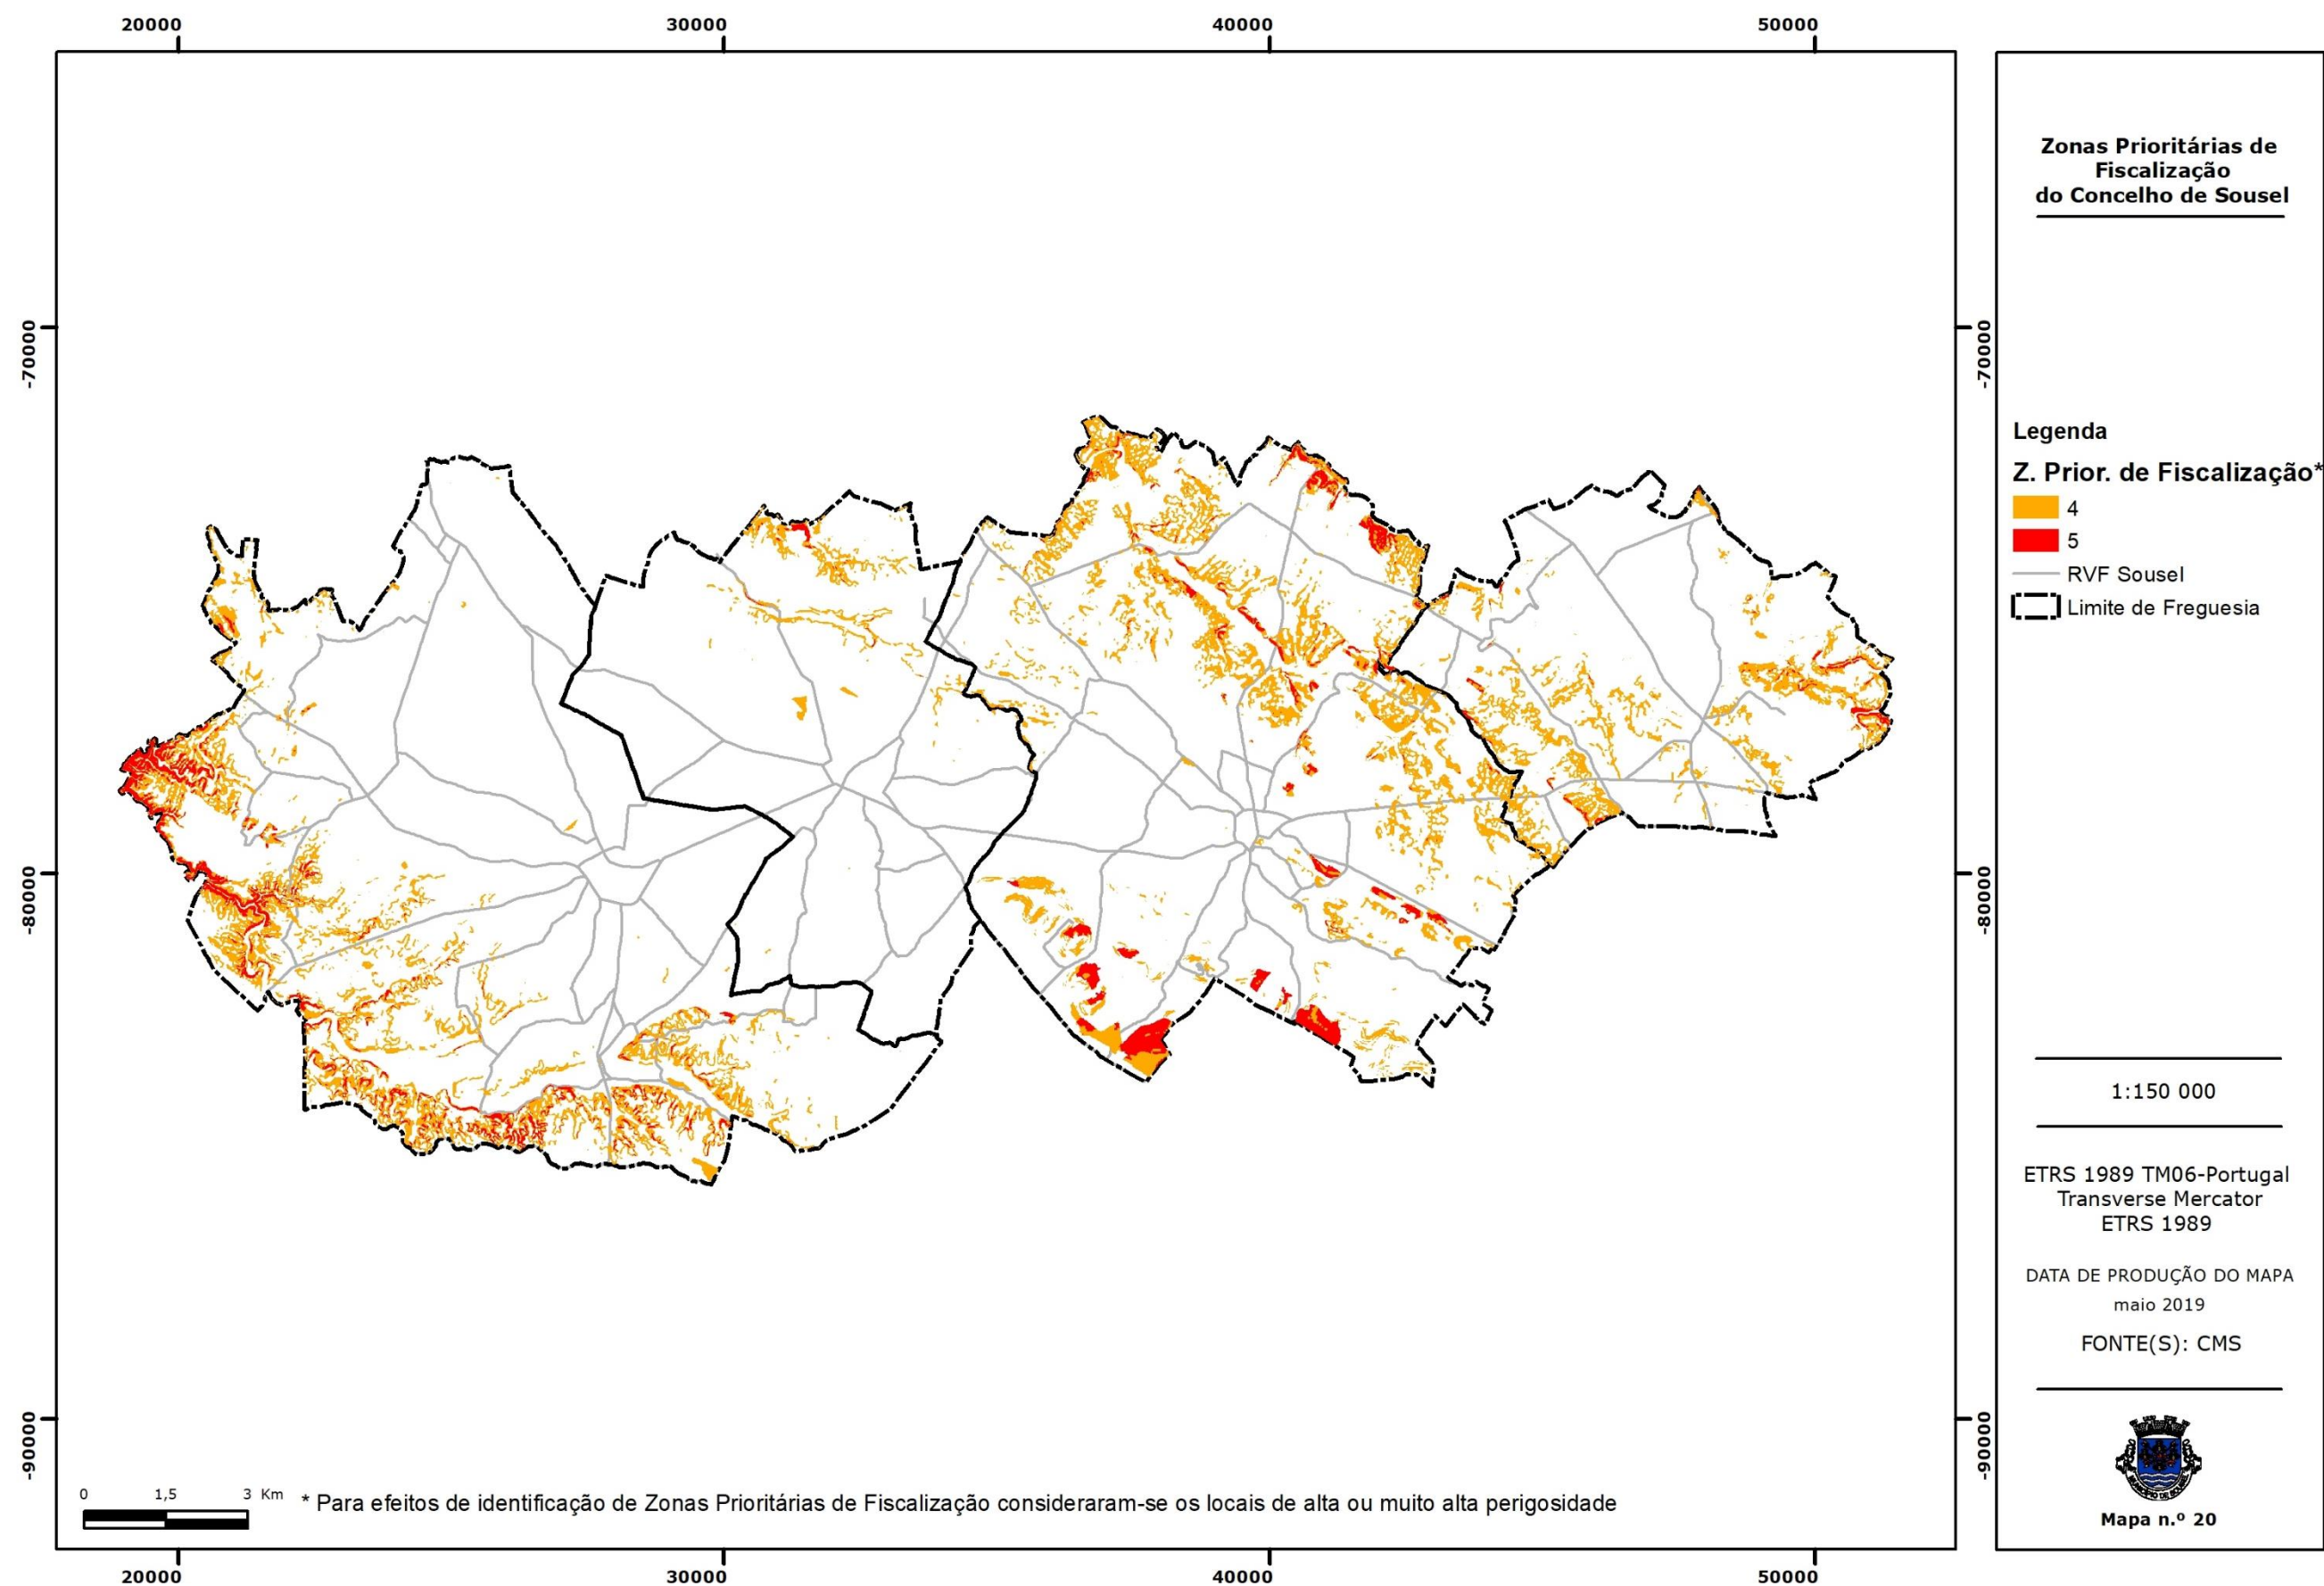 20000 30000 40000 50000
Zonas Prioritárias de
Fiscalização
do Concelho de Sousel
-70000 -70000
Legenda
Z. Prior. de Fiscalização*
4
5
RVF Sousel
Limite de Freguesia
-80000 -80000
1:150 000
ETRS 1989 TM06-Portugal
Transverse Mercator
ETRS 1989
DATA DE PRODUÇÃO DO MAPA
maio 2019
FONTE(S): CMS
-90000 -90000
MUNICÍPIO DE SOUSEL
Mapa n.º 20
0 1,5 3 Km
* Para efeitos de identificação de Zonas Prioritárias de Fiscalização consideraram-se os locais de alta ou muito alta perigosidade
20000 30000 40000 50000